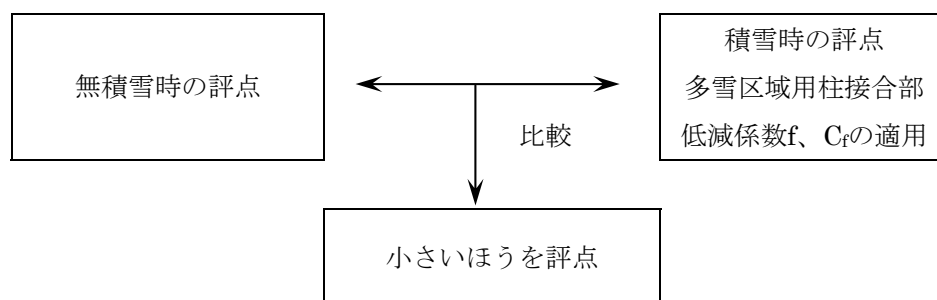 無積雪時の評点
積雪時の評点
多雪区域用柱接合部
低減係数f、Cfの適用
比較
小さいほうを評点